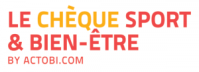 LE CHÈQUE SPORT
& BIEN-ÊTRE
BY ACTOBI.COM